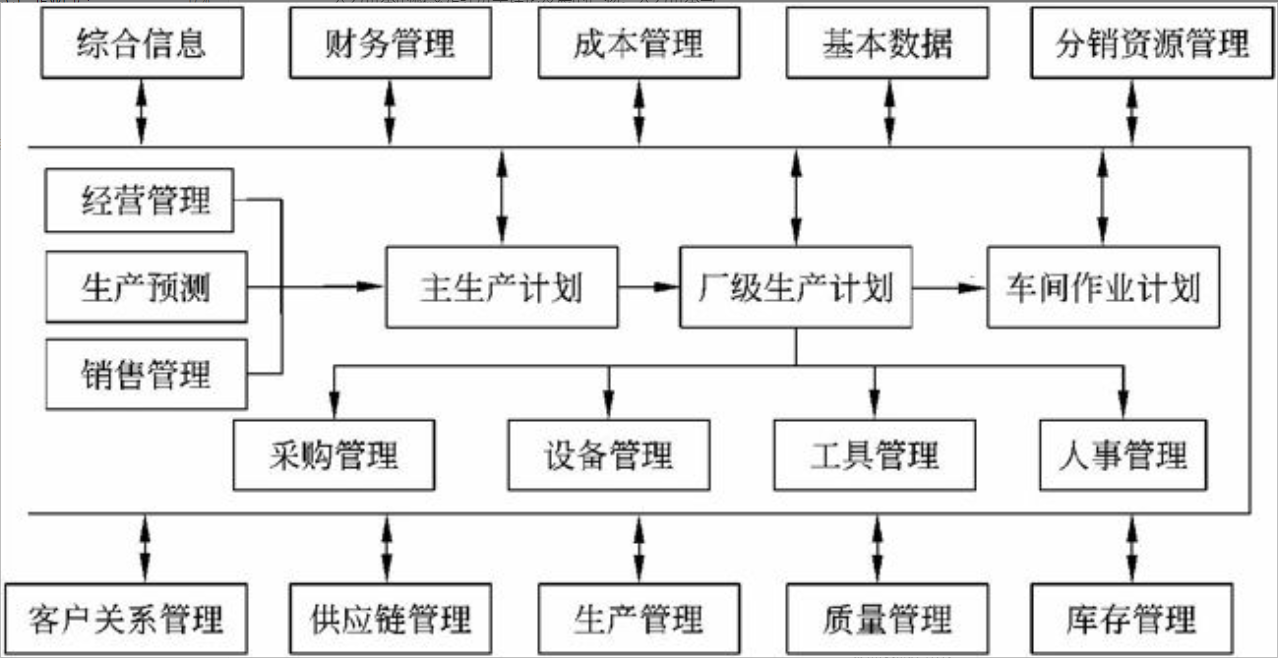 综合信息
财务管理
成本管理
基本数据
分销资源管理
经营管理
生产预测
销售管理
主生产计划
厂级生产计划
车间作业计划
采购管理
设备管理
工具管理
人事管理
客户关系管理
供应链管理
生产管理
质量管理
库存管理